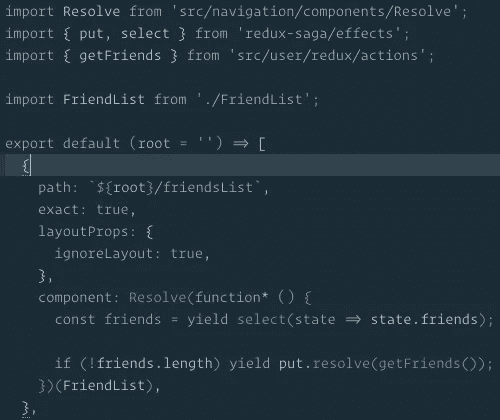 import Resolve from 'src/navigation/components/Resolve';
import { put, select } from 'redux-saga/effects';
import { getFriends } from 'src/user/redux/actions';

import FriendList from './FriendList';

export default (root = '') => [
  {
    path: `${root}/friendsList`,
    exact: true,
    layoutProps: {
      ignoreLayout: true,
    },
    component: Resolve(function* () {
      const friends = yield select(state => state.friends);

      if (!friends.length) yield put.resolve(getFriends());
    })(FriendList),
  },